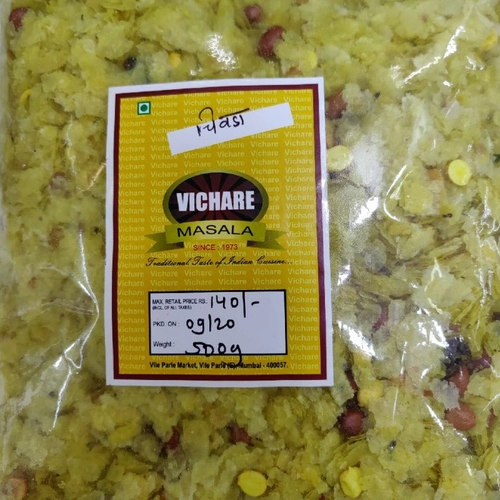 चिवडा
VICHARE
MASALA
SINCE : 1973
Traditional Taste of Indian Cuisine...
MAX. RETAIL PRICE RS. 140/-
(INCL. OF ALL TAXES)
PKD. ON : 09/20
Weight : 500g
Vile Parle Market, Vile Parle (E), Mumbai - 400057.